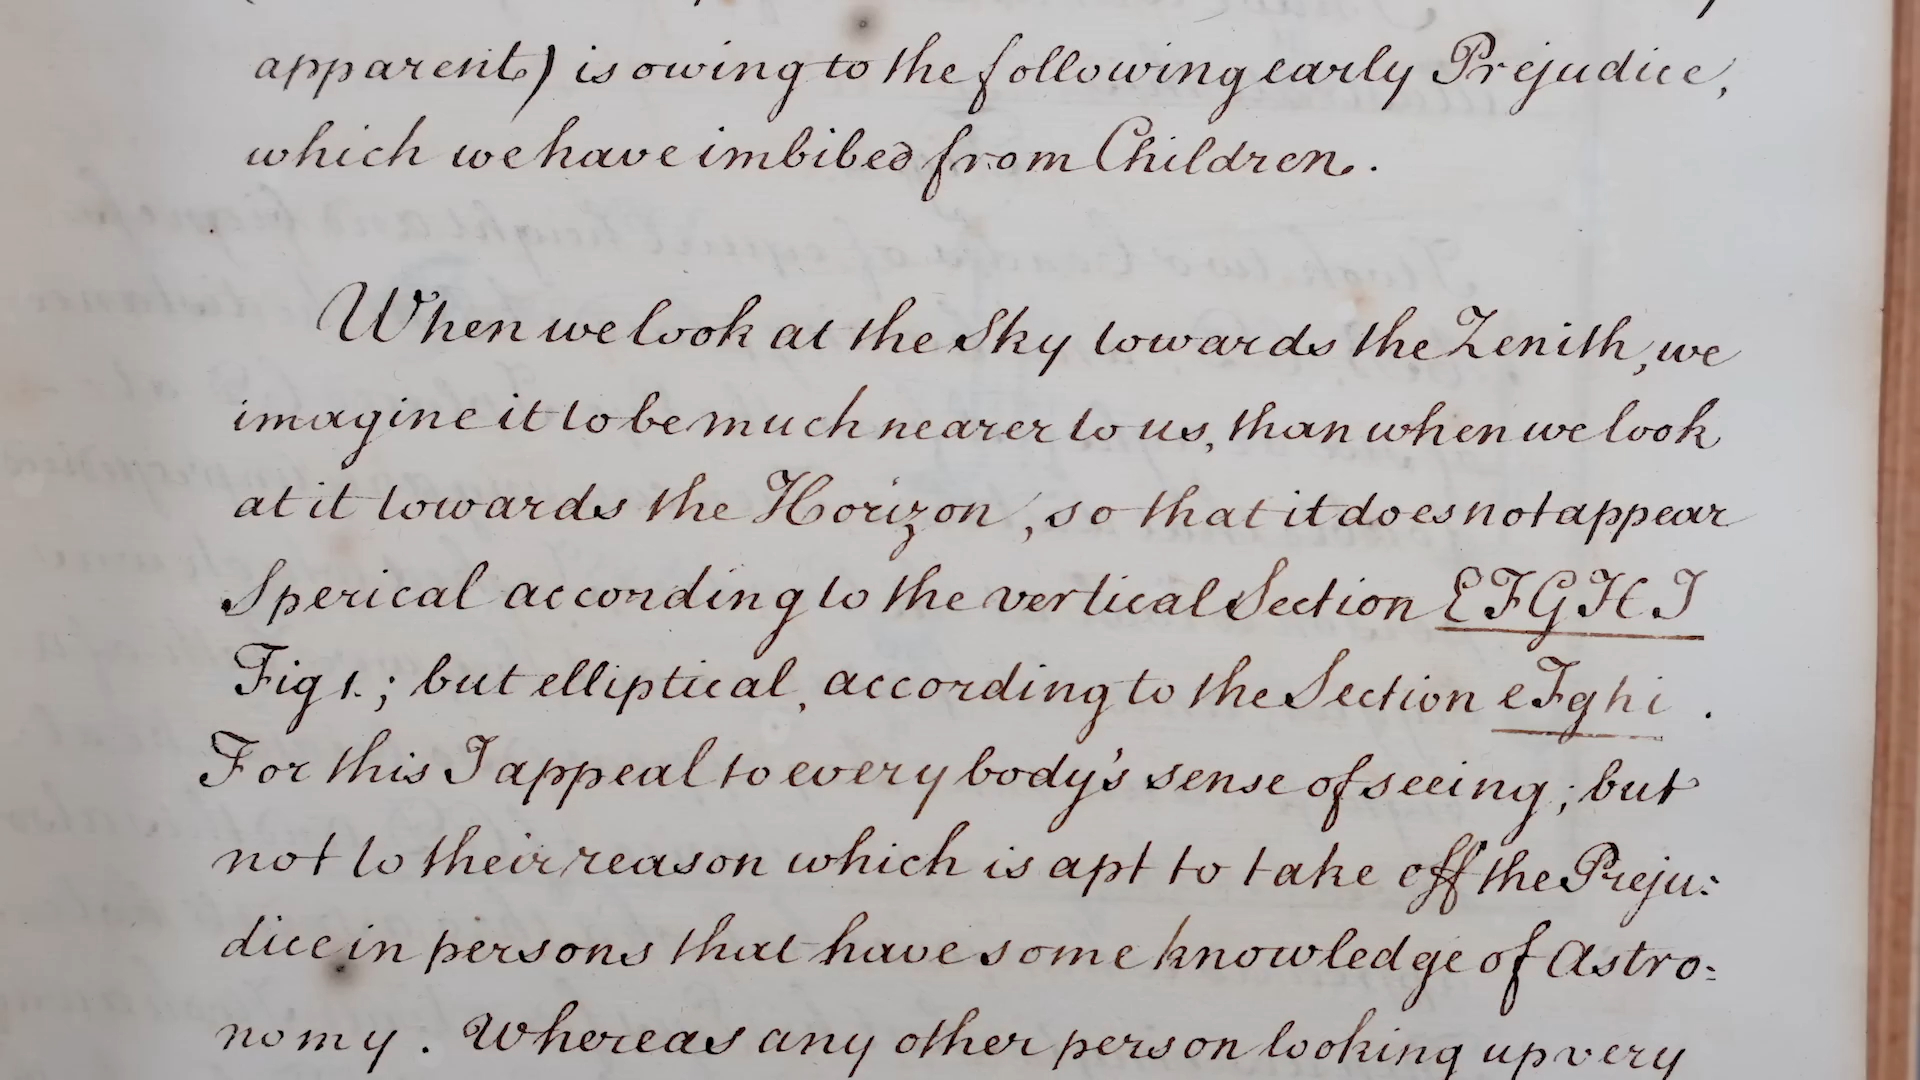 apparent) is owing to the following early Prejudice,
which we have imbibed from Children.
When we look at the Sky towards the Zenith, we
imagine it to be much nearer to us, than when we look
at it towards the Horizon, so that it does not appear
Sperical according to the vertical Section EFGHI
Fig 1.; but elliptical, according to the Section eFghi.
For this I appeal to every body's sense of seeing; but
not to their reason which is apt to take off the Preju:
dice in persons that have some knowledge of Astro:
nomy. Whereas any other person looking up very